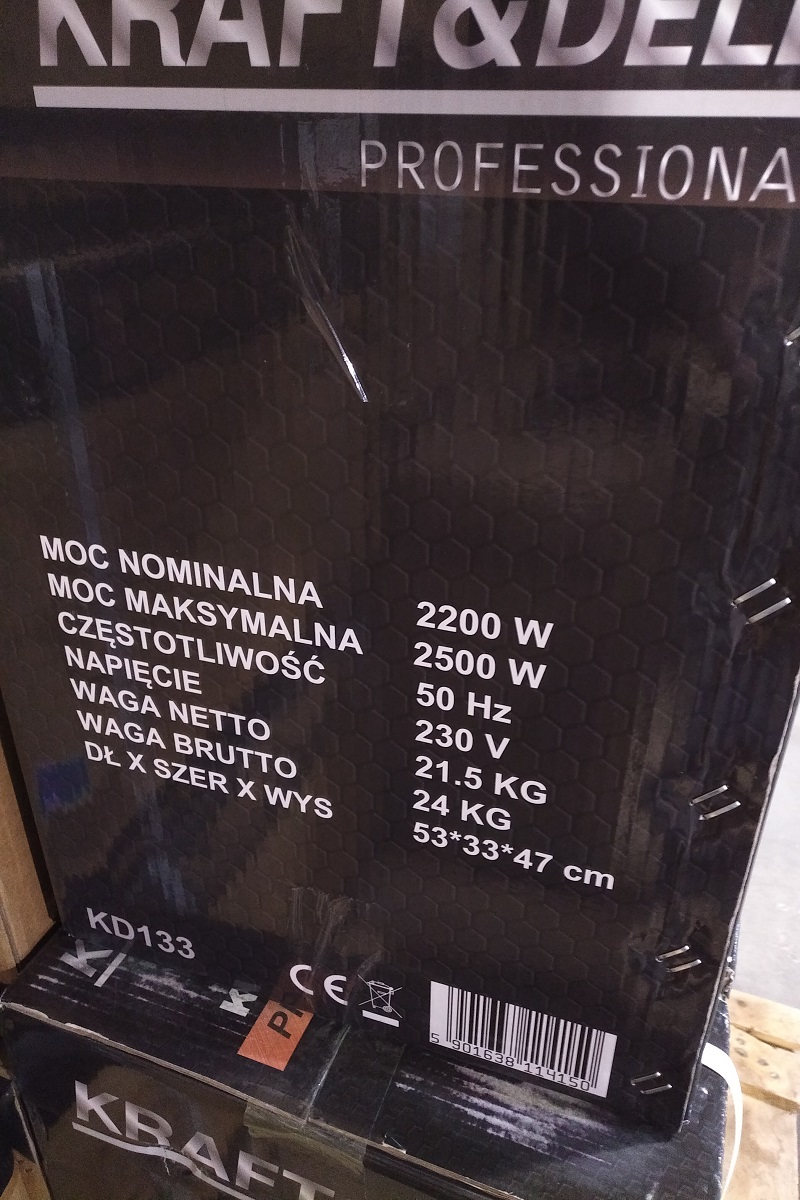 KRAFT&DEL
PROFESSIONA
MOC NOMINALNA 2200 W
MOC MAKSYMALNA 2500 W
CZĘSTOTLIWOŚĆ 50 Hz
NAPIĘCIE 230 V
WAGA NETTO 21.5 KG
WAGA BRUTTO 24 KG
DŁ X SZER X WYS 53*33*47 cm
KD133
K
K
PR
CE
5 901638 114150
KRAFT